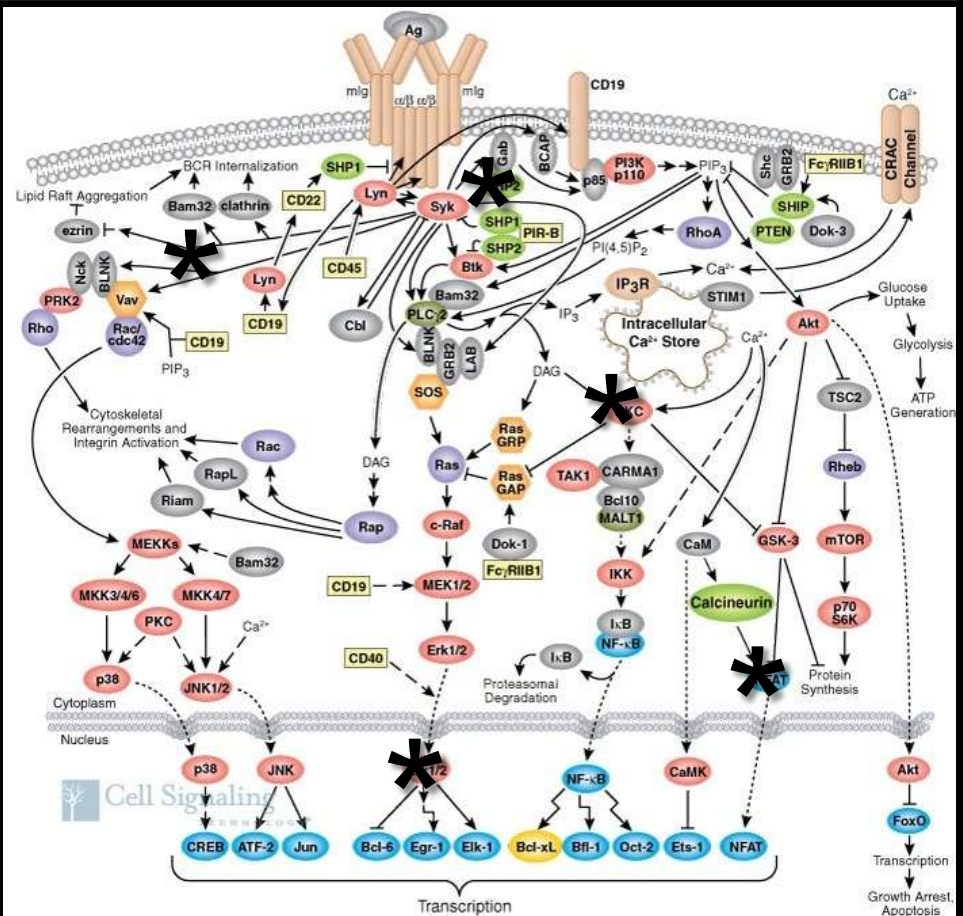 Ag
mIg
α/β α/β
mIg
CD19
Ca²⁺
CRAC
Channel
BCR Internalization
SHP1
Lyn
Syk
Gab
BCAP
p85
PI3K
p110
PIP₃
Shc
GRB2
FcγRIIB1
Lipid Raft Aggregation
Bam32
clathrin
CD22
SHP1
PIR-B
SHP2
SHIP
PTEN
Dok-3
ezrin
CD45
Btk
RhoA
PI(4,5)P₂
Nck
BLNK
Lyn
PRK2
Vav
Bam32
IP₃R
Ca²⁺
STIM1
Glucose
Uptake
Rho
Rac/
cdc42
CD19
CD19
PIP₃
Cbl
PLCγ2
IP₃
Intracellular
Ca²⁺ Store
Ca²⁺
Akt
Glycolysis
BLNK
GRB2
LAB
DAG
TSC2
ATP
Generation
SOS
Cytoskeletal
Rearrangements and
Integrin Activation
Rac
RapL
Riam
DAG
Rap
Ras
Ras
GRP
Ras
GAP
TAK1
CARMA1
Bcl10
MALT1
Rheb
c-Raf
Dok-1
FcγRIIB1
MEKKs
Bam32
CaM
GSK-3
mTOR
MKK3/4/6
MKK4/7
CD19
MEK1/2
IKK
Calcineurin
p70
S6K
PKC
Ca²⁺
IκB
NF-κB
p38
JNK1/2
CD40
Erk1/2
IκB
Proteasomal
Degradation
Protein
Synthesis
Cytoplasm
Nucleus
p38
JNK
NF-κB
CaMK
Akt
Cell Signaling
TECHNOLOGY®
FoxO
CREB
ATF-2
Jun
Bcl-6
Egr-1
Elk-1
Bcl-xL
Bfl-1
Oct-2
Ets-1
NFAT
Transcription
Growth Arrest,
Apoptosis
Transcription